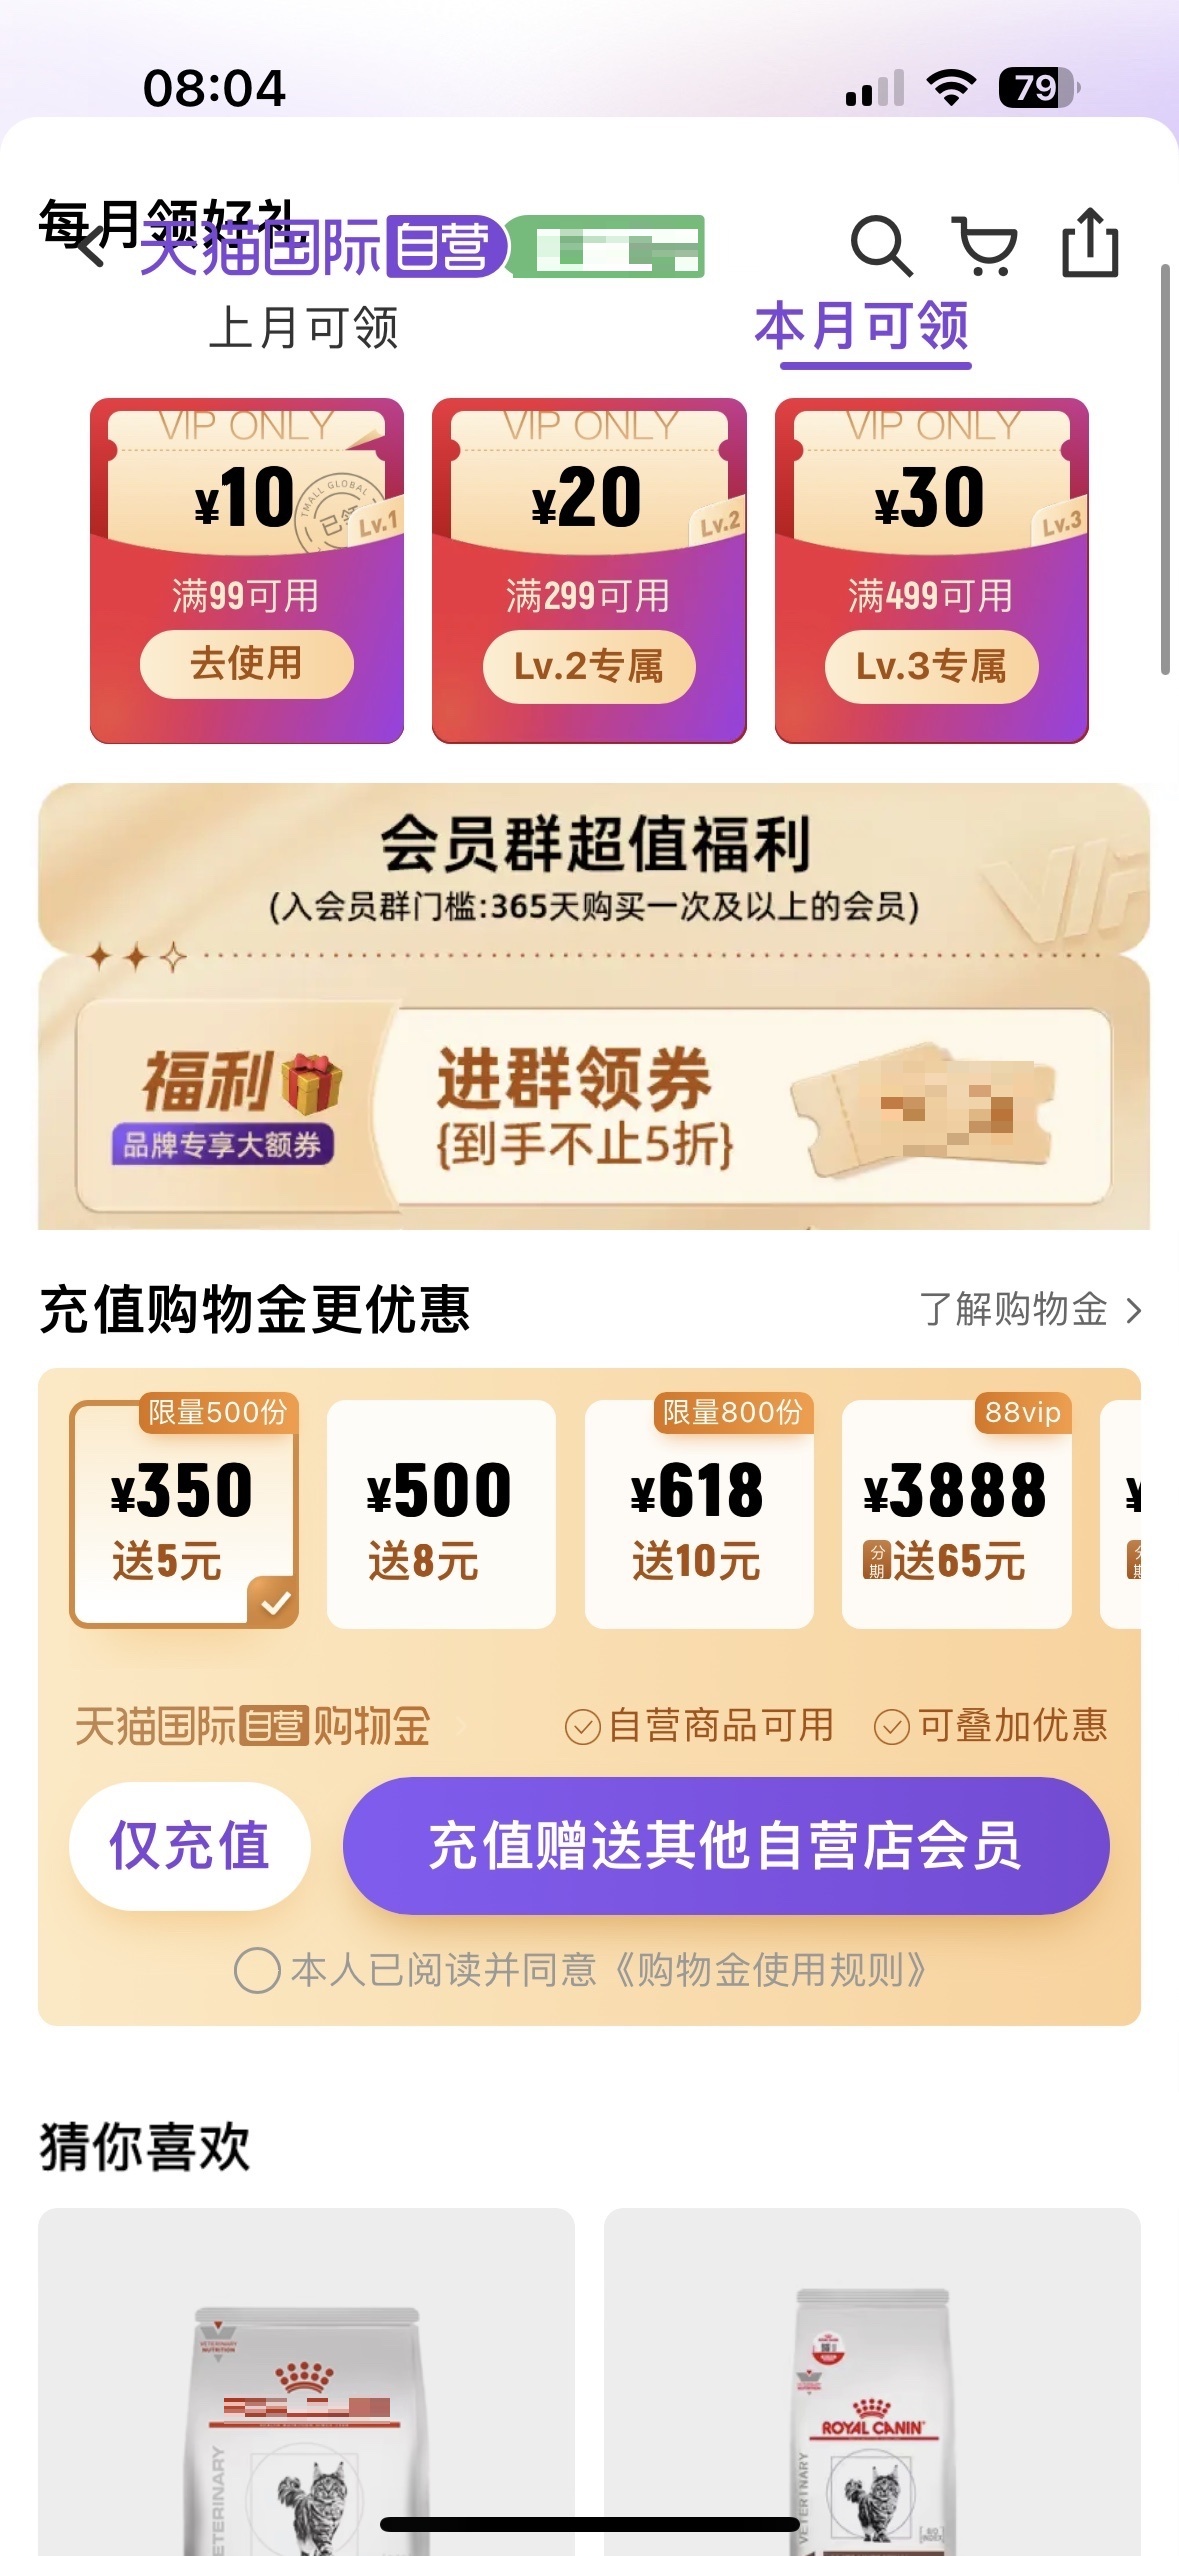 08:04
79
每月领好礼
天猫国际自营
上月可领
本月可领
VIP ONLY
¥10
TMALL GLOBAL
Lv.1
满99可用
去使用
VIP ONLY
¥20
Lv.2
满299可用
Lv.2专属
VIP ONLY
¥30
Lv.3
满499可用
Lv.3专属
会员群超值福利
(入会员群门槛:365天购买一次及以上的会员)
VIP
福利
品牌专享大额券
进群领券
{到手不止5折}
充值购物金更优惠
了解购物金
限量500份
¥350
送5元
¥500
送8元
限量800份
¥618
送10元
88vip
¥3888
分期 送65元
¥
天猫国际自营购物金
自营商品可用
可叠加优惠
仅充值
充值赠送其他自营店会员
本人已阅读并同意《购物金使用规则》
猜你喜欢
VETERINARY
NUTRITION
VETERINARY
ROYAL CANIN
VETERINARY